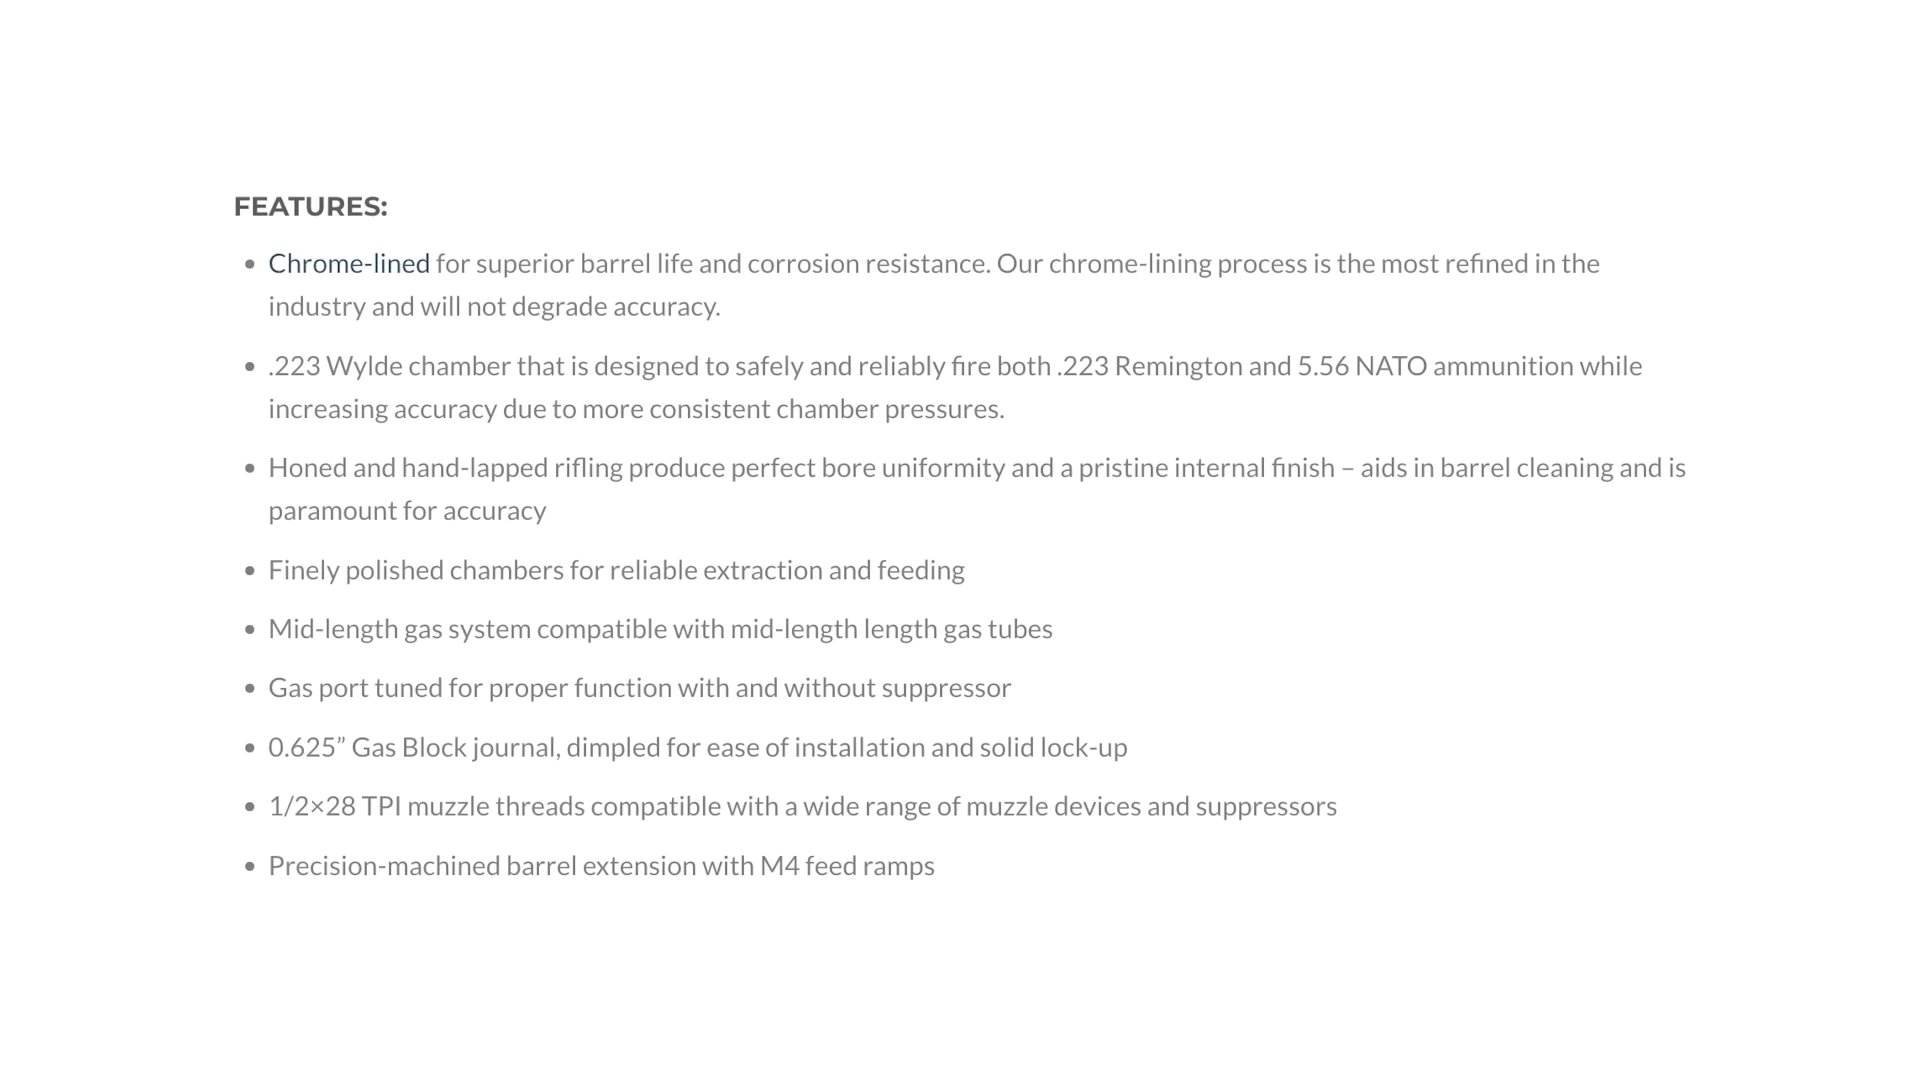 FEATURES:
• Chrome-lined for superior barrel life and corrosion resistance. Our chrome-lining process is the most refined in the
industry and will not degrade accuracy.
• .223 Wylde chamber that is designed to safely and reliably fire both .223 Remington and 5.56 NATO ammunition while
increasing accuracy due to more consistent chamber pressures.
• Honed and hand-lapped rifling produce perfect bore uniformity and a pristine internal finish – aids in barrel cleaning and is
paramount for accuracy
• Finely polished chambers for reliable extraction and feeding
• Mid-length gas system compatible with mid-length length gas tubes
• Gas port tuned for proper function with and without suppressor
• 0.625” Gas Block journal, dimpled for ease of installation and solid lock-up
• 1/2×28 TPI muzzle threads compatible with a wide range of muzzle devices and suppressors
• Precision-machined barrel extension with M4 feed ramps